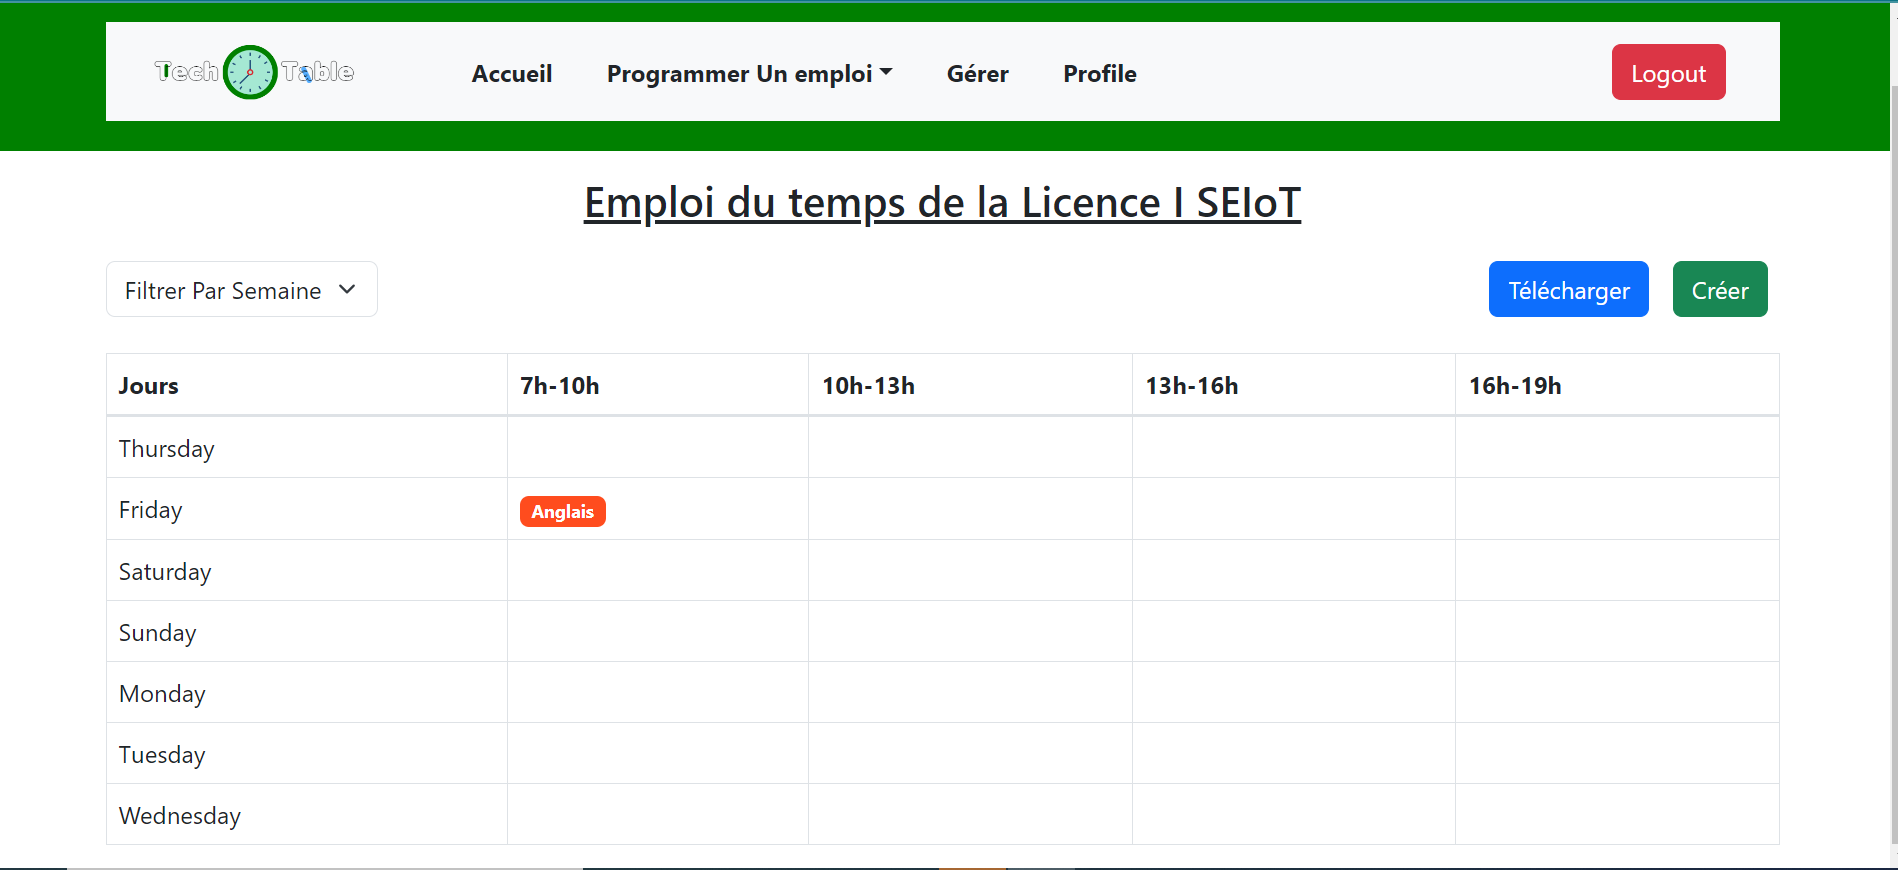 Tech Table
Accueil Programmer Un emploi Gérer Profile Logout
Emploi du temps de la Licence I SEIoT
Filtrer Par Semaine Télécharger Créer
Jours 7h-10h 10h-13h 13h-16h 16h-19h
Thursday
Friday Anglais
Saturday
Sunday
Monday
Tuesday
Wednesday